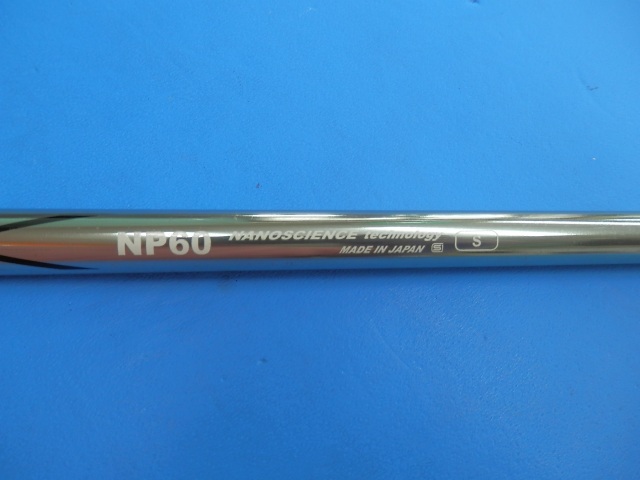 NP60 NANOSCIENCE technology S
MADE IN JAPAN S